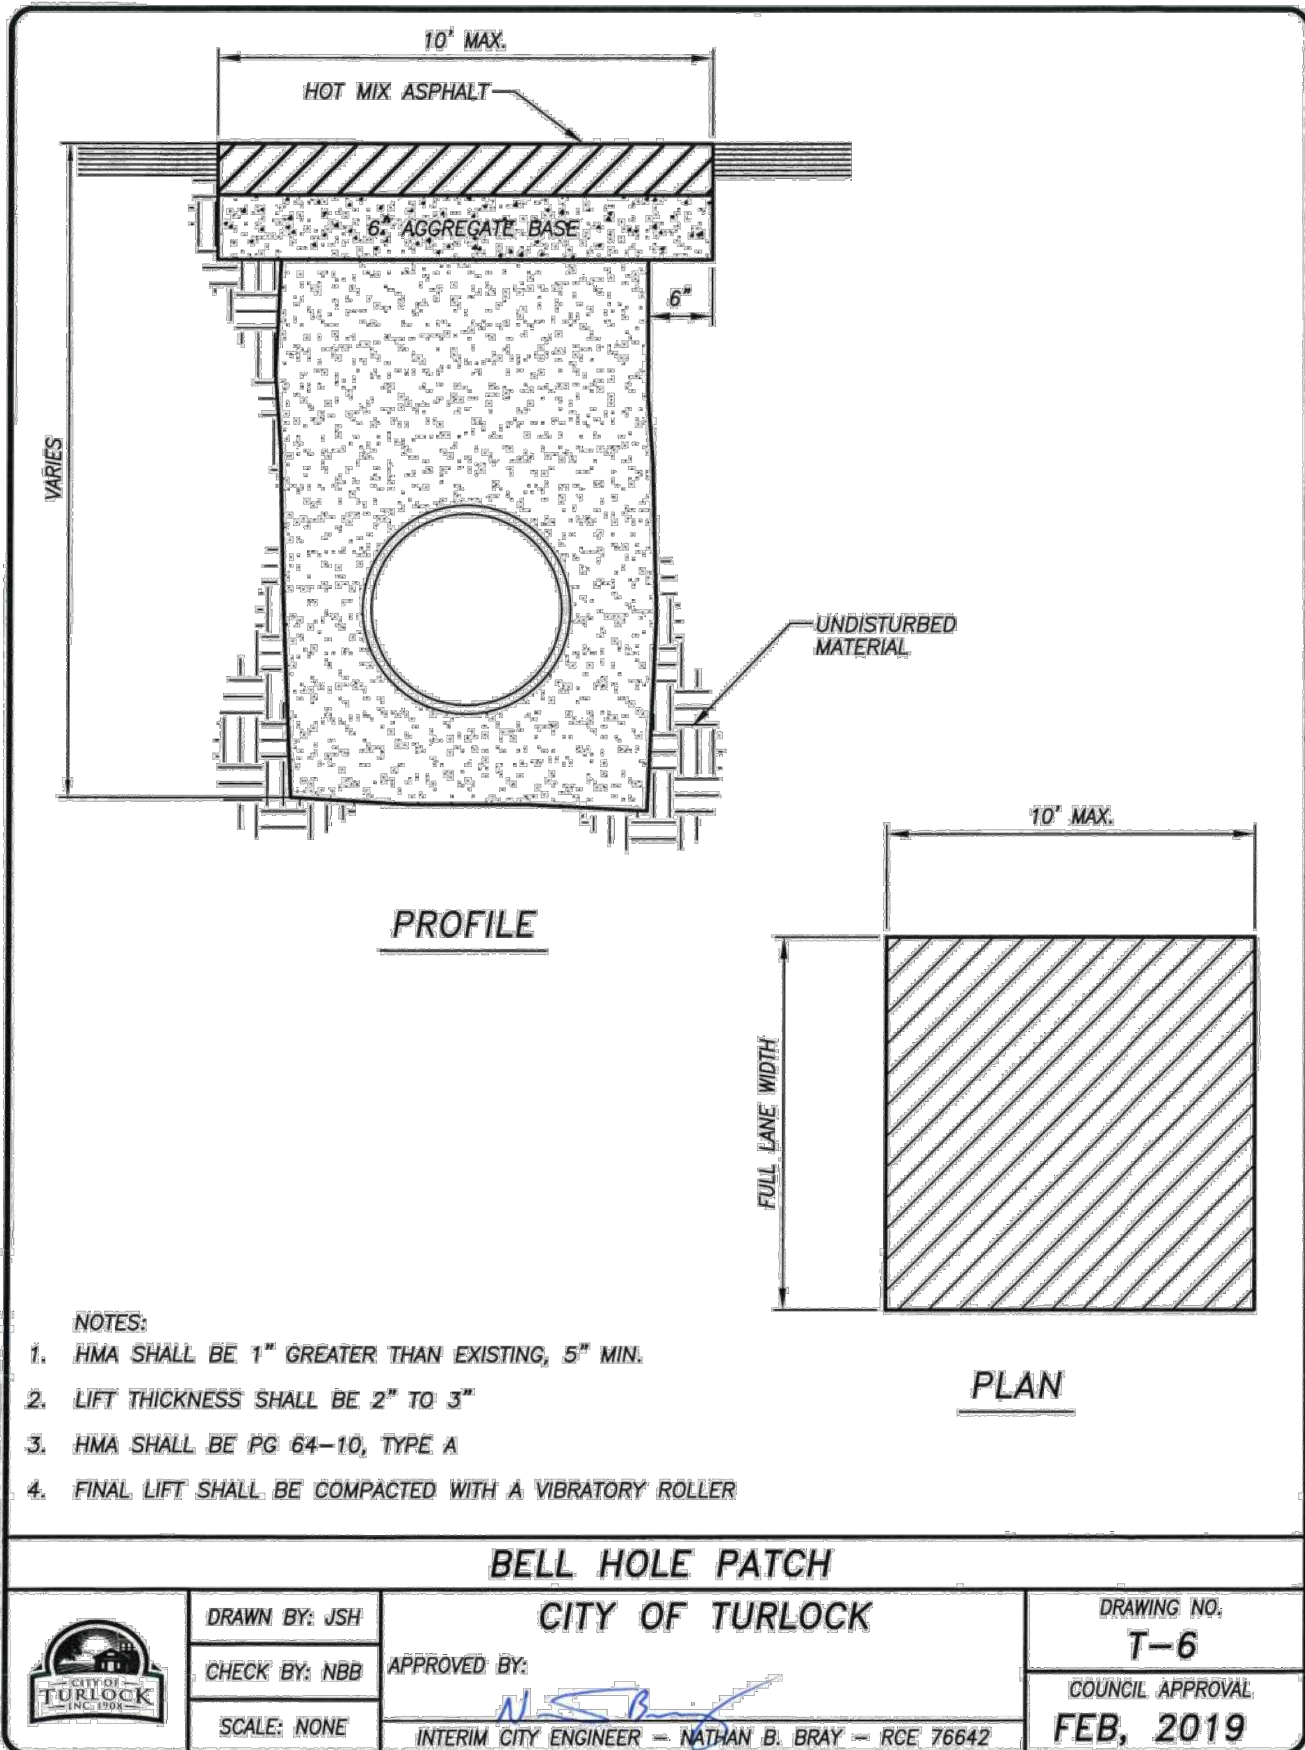 10' MAX.
HOT MIX ASPHALT
6" AGGREGATE BASE
6"
VARIES
UNDISTURBED
MATERIAL
PROFILE
10' MAX.
FULL LANE WIDTH
PLAN
NOTES:
1. HMA SHALL BE 1" GREATER THAN EXISTING, 5" MIN.
2. LIFT THICKNESS SHALL BE 2" TO 3"
3. HMA SHALL BE PG 64-10, TYPE A
4. FINAL LIFT SHALL BE COMPACTED WITH A VIBRATORY ROLLER
BELL HOLE PATCH
CITY OF
TURLOCK
INC. 1908
DRAWN BY: JSH
CHECK BY: NBB
SCALE: NONE
CITY OF TURLOCK
APPROVED BY:
INTERIM CITY ENGINEER - NATHAN B. BRAY - RCE 76642
DRAWING NO.
T-6
COUNCIL APPROVAL
FEB, 2019